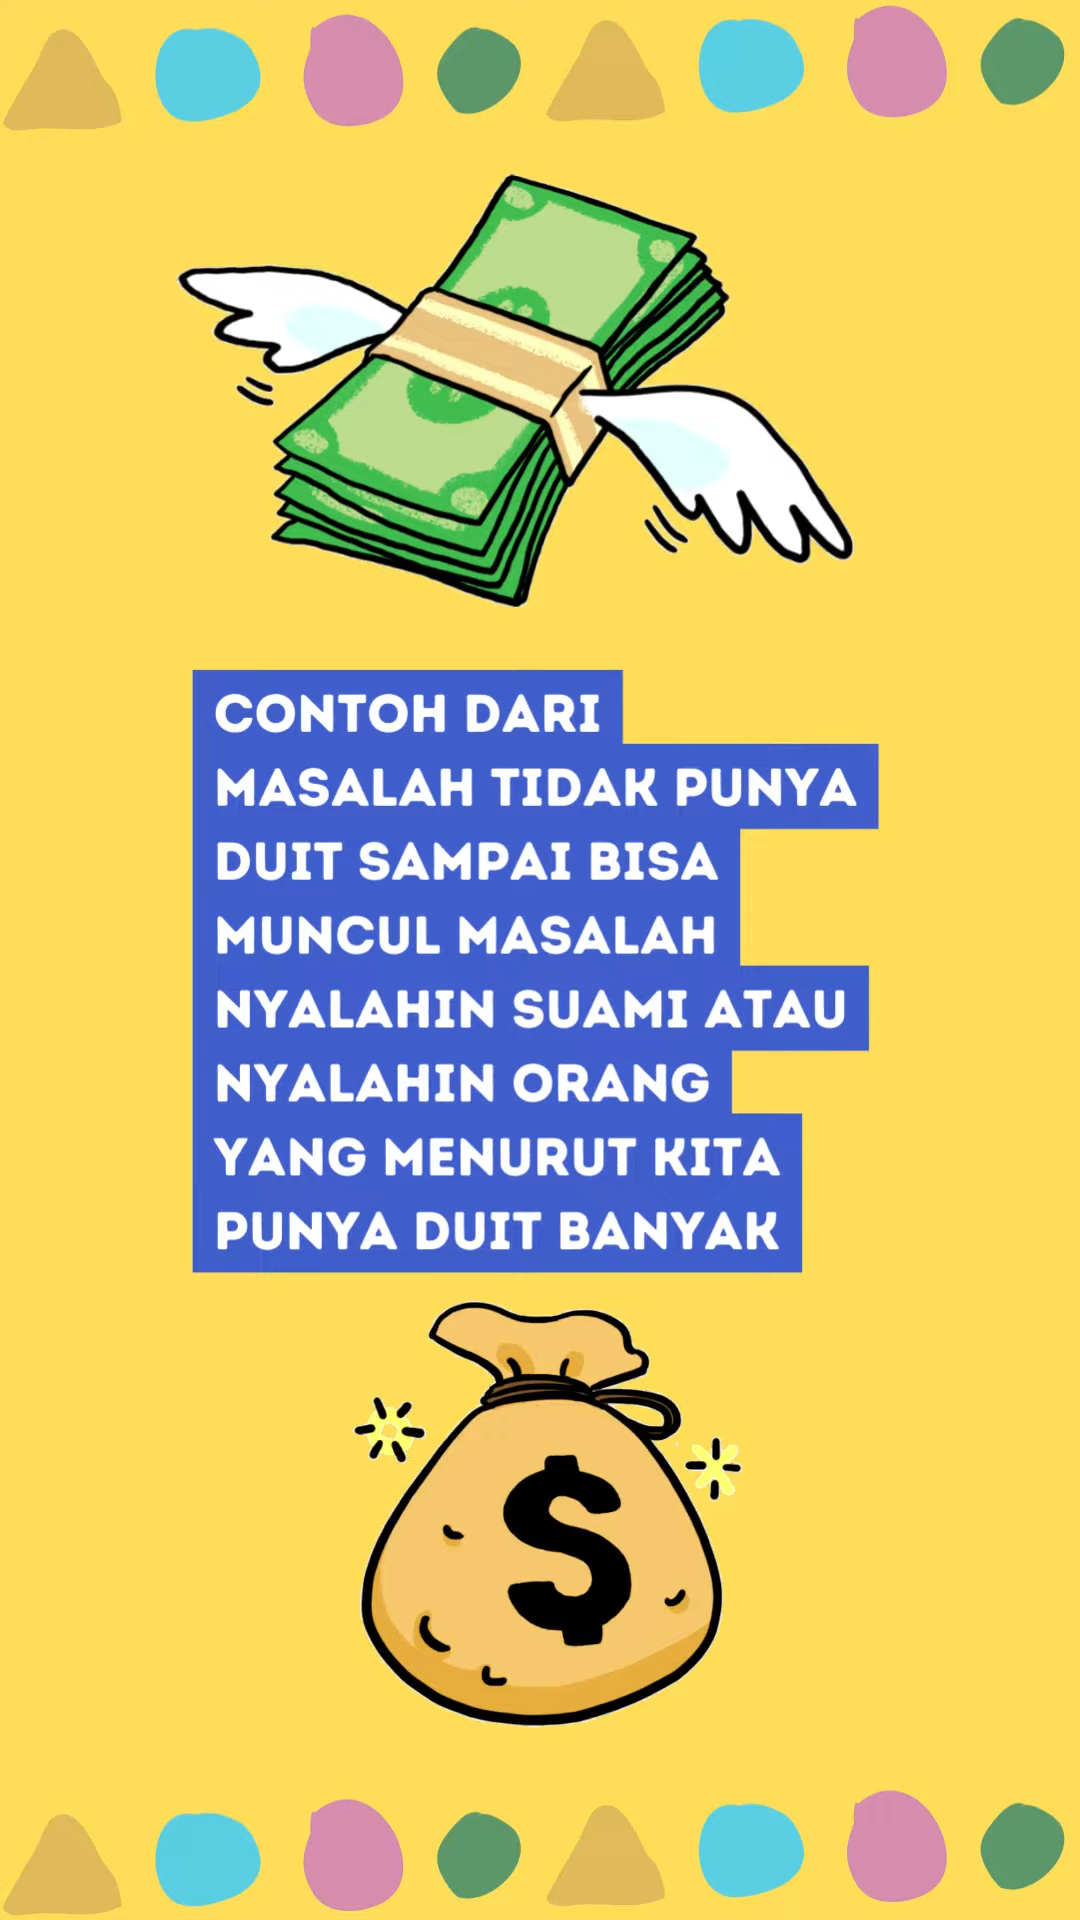 CONTOH DARI
MASALAH TIDAK PUNYA
DUIT SAMPAI BISA
MUNCUL MASALAH
NYALAHIN SUAMI ATAU
NYALAHIN ORANG
YANG MENURUT KITA
PUNYA DUIT BANYAK
$